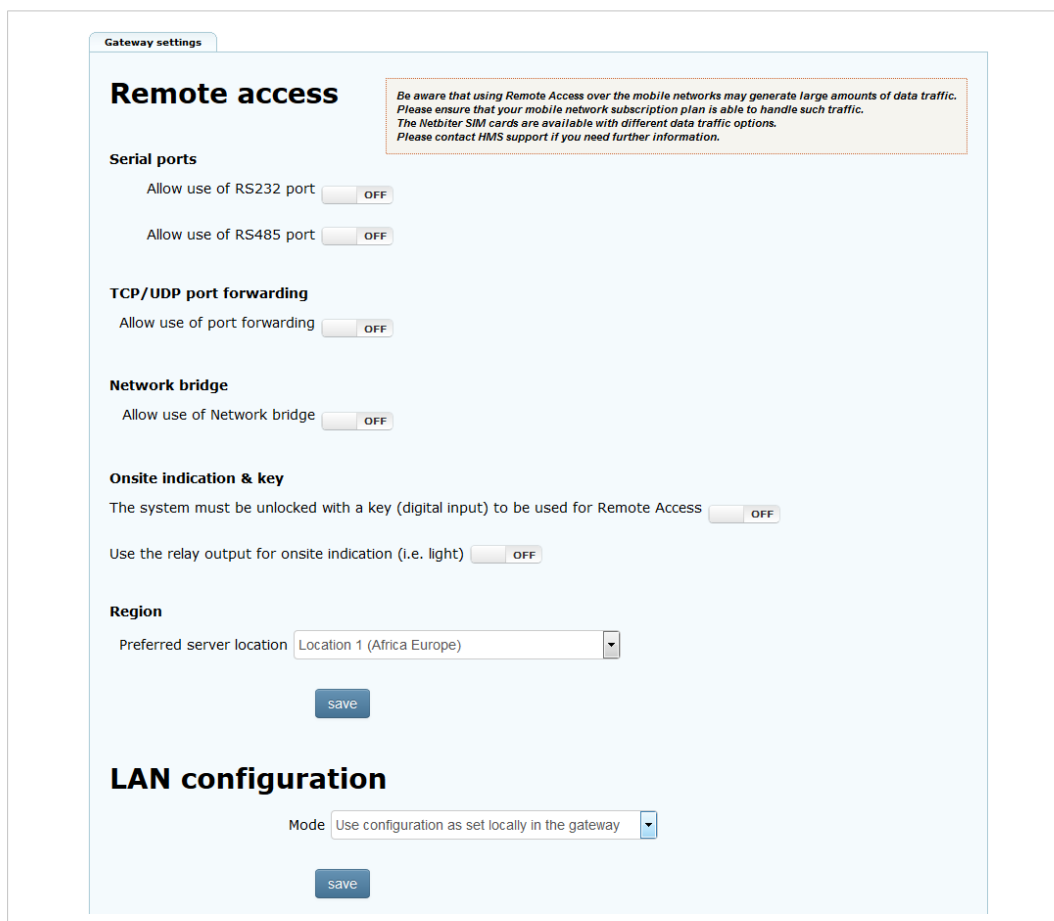 Gateway settings
Remote access
Be aware that using Remote Access over the mobile networks may generate large amounts of data traffic.
Please ensure that your mobile network subscription plan is able to handle such traffic.
The Netbiter SIM cards are available with different data traffic options.
Please contact HMS support if you need further information.
Serial ports
Allow use of RS232 port OFF
Allow use of RS485 port OFF
TCP/UDP port forwarding
Allow use of port forwarding OFF
Network bridge
Allow use of Network bridge OFF
Onsite indication & key
The system must be unlocked with a key (digital input) to be used for Remote Access OFF
Use the relay output for onsite indication (i.e. light) OFF
Region
Preferred server location Location 1 (Africa Europe)
save
LAN configuration
Mode Use configuration as set locally in the gateway
save